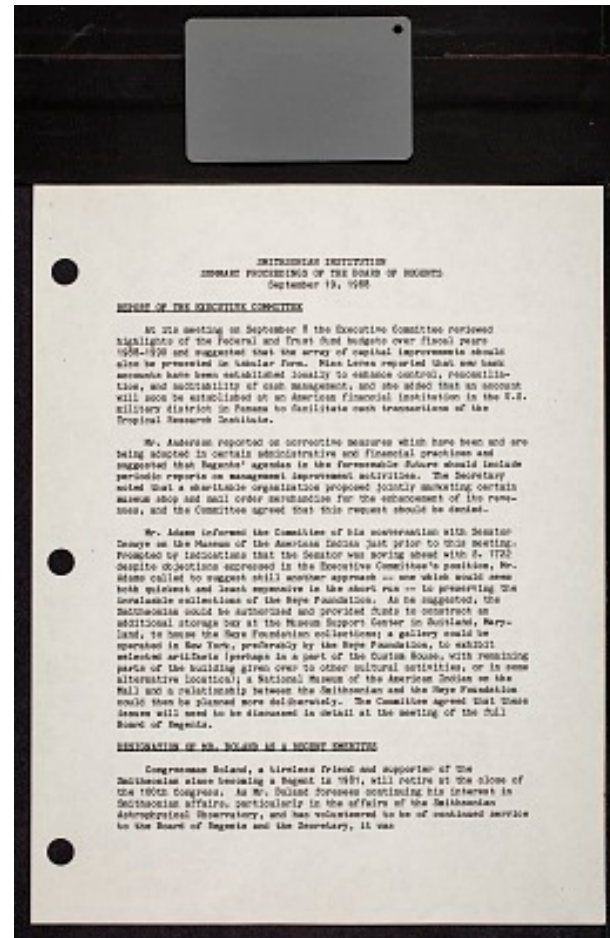 SMITHSONIAN INSTITUTION
SUMMARY PROCEEDINGS OF THE BOARD OF REGENTS
September 19, 1988
REPORT OF THE EXECUTIVE COMMITTEE
At its meeting on September 8 the Executive Committee reviewed
highlights of the Federal and Trust fund budgets over fiscal years
1988-1990 and suggested that the array of capital improvements should
also be presented in tabular form. Miss Leven reported that new bank
accounts have been established locally to enhance control, reconcilia-
tion, and auditability of cash management, and she added that an account
will soon be established at an American financial institution in the U.S.
military district in Panama to facilitate cash transactions of the
Tropical Research Institute.
Mr. Anderson reported on corrective measures which have been and are
being adopted in certain administrative and financial practices and
suggested that Regents' agendas in the foreseeable future should include
periodic reports on management improvement activities. The Secretary
noted that a charitable organization proposed jointly marketing certain
museum shop and mail order merchandise for the enhancement of its reve-
nues, and the Committee agreed that this request should be denied.
Mr. Adams informed the Committee of his conversation with Senator
Inouye on the Museum of the American Indian just prior to this meeting.
Prompted by indications that the Senator was moving ahead with S. 1722
despite objections expressed in the Executive Committee's position, Mr.
Adams called to suggest still another approach -- one which would seem
both quickest and least expensive in the short run -- to preserving the
invaluable collections of the Heye Foundation. As he suggested, the
Smithsonian could be authorized and provided funds to construct an
additional storage bay at the Museum Support Center in Suitland, Mary-
land, to house the Heye Foundation collections; a gallery could be
operated in New York, preferably by the Heye Foundation, to exhibit
selected artifacts (perhaps in a part of the Custom House, with remaining
parts of the building given over to other cultural activities, or in some
alternative location); a National Museum of the American Indian on the
Mall and a relationship between the Smithsonian and the Heye Foundation
could then be planned more deliberately. The Committee agreed that these
issues will need to be discussed in detail at the meeting of the full
Board of Regents.
DESIGNATION OF MR. BOLAND AS A REGENT EMERITUS
Congressman Boland, a tireless friend and supporter of the
Smithsonian since becoming a Regent in 1981, will retire at the close of
the 100th Congress. As Mr. Boland foresees continuing his interest in
Smithsonian affairs, particularly in the affairs of the Smithsonian
Astrophysical Observatory, and has volunteered to be of continued service
to the Board of Regents and the Secretary, it was